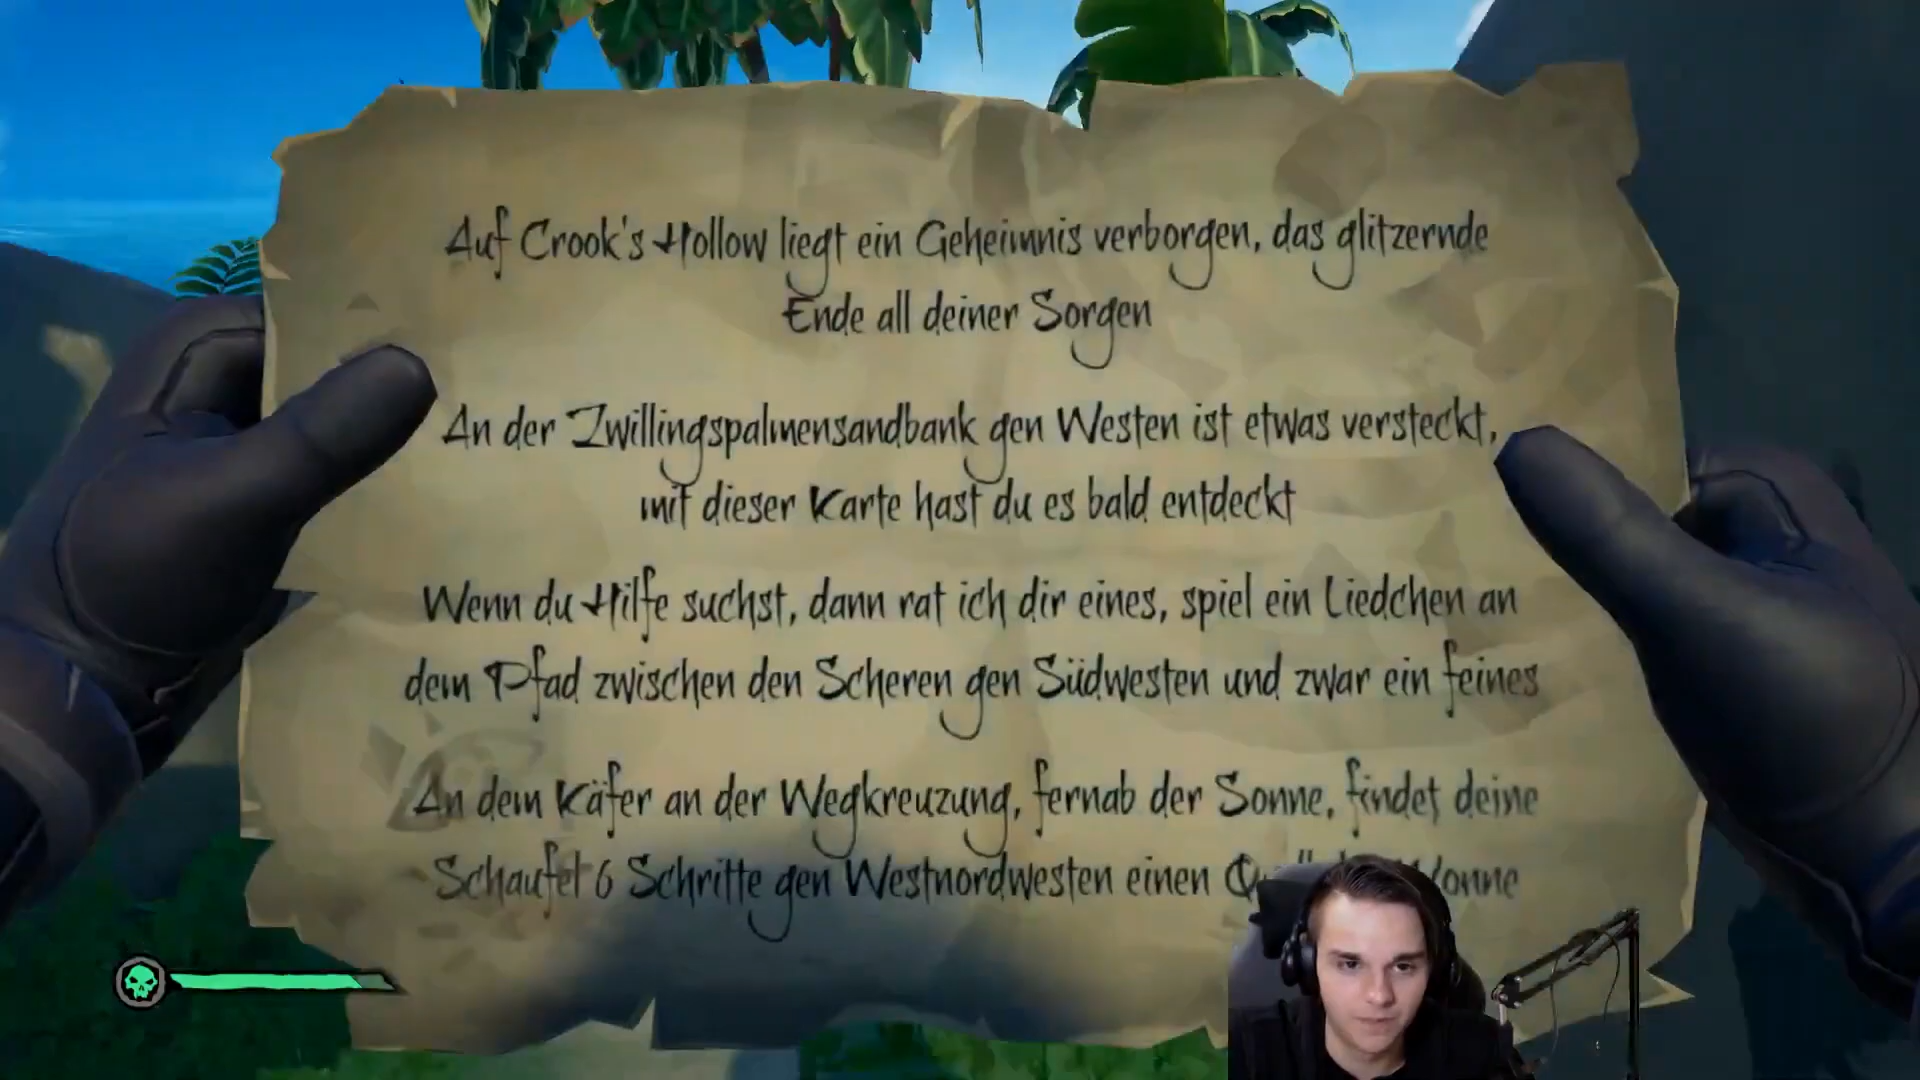 Auf Crook's Hollow liegt ein Geheimnis verborgen, das glitzernde
Ende all deiner Sorgen
An der Zwillingspalmensandbank gen Westen ist etwas versteckt,
mit dieser Karte hast du es bald entdeckt
Wenn du Hilfe suchst, dann rat ich dir eines, spiel ein Liedchen an
dem Pfad zwischen den Scheren gen Südwesten und zwar ein feines
An dem Käfer an der Wegkreuzung, fernab der Sonne, findet deine
Schaufel 6 Schritte gen Westnordwesten einen